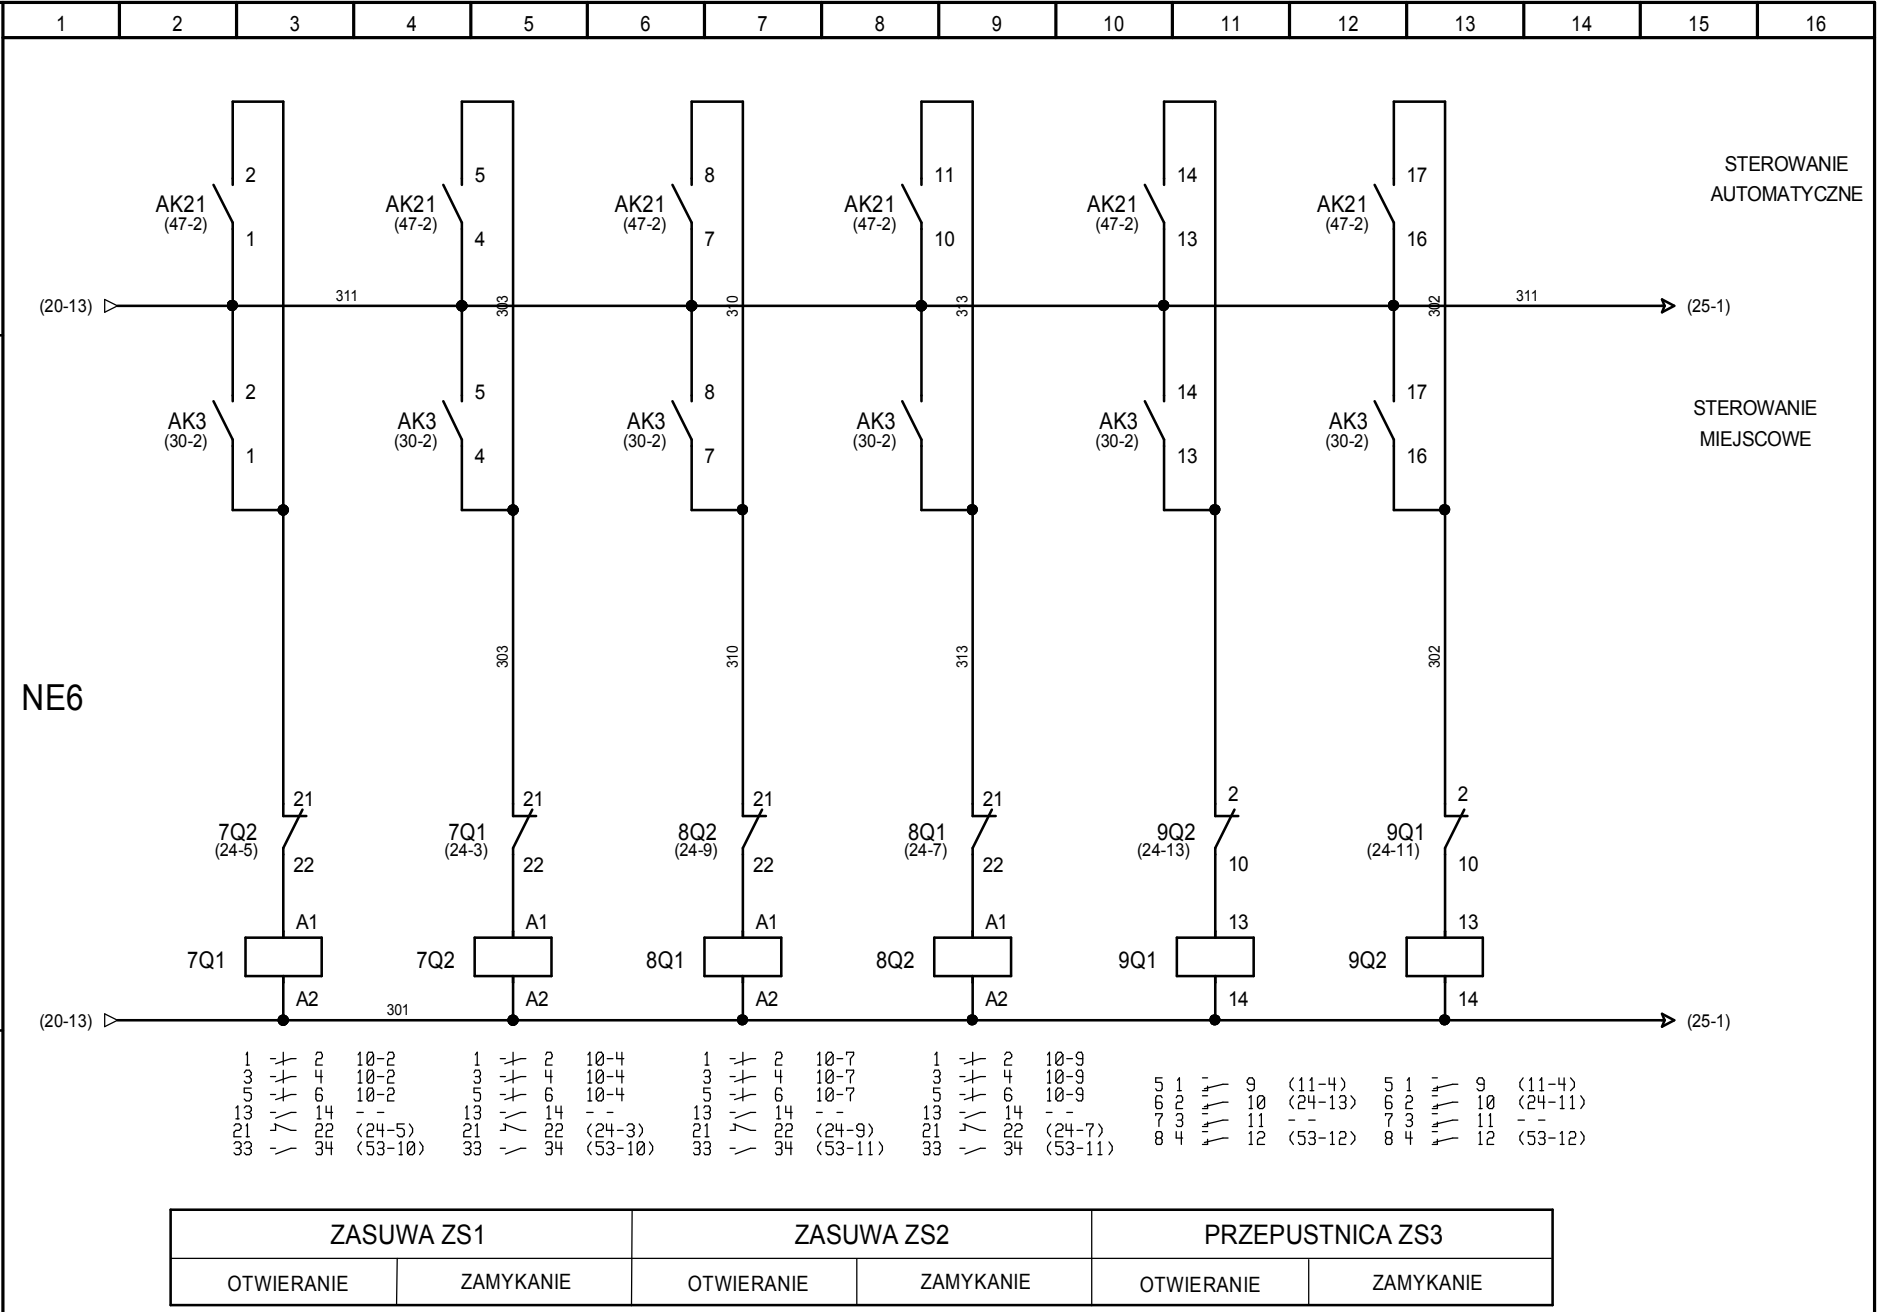 1 2 3 4 5 6 7 8 9 10 11 12 13 14 15 16
STEROWANIE
AUTOMATYCZNE
2 5 8 11 14 17
AK21 AK21 AK21 AK21 AK21 AK21
(47-2) (47-2) (47-2) (47-2) (47-2) (47-2)
1 4 7 10 13 16
(20-13) 311 303 310 313 302 311 (25-1)
2 5 8 14 17
STEROWANIE
MIEJSCOWE
AK3 AK3 AK3 AK3 AK3 AK3
(30-2) (30-2) (30-2) (30-2) (30-2) (30-2)
1 4 7 13 16
303 310 313 302
NE6
21 21 21 21 2 2
7Q2 7Q1 8Q2 8Q1 9Q2 9Q1
(24-5) (24-3) (24-9) (24-7) (24-13) (24-11)
22 22 22 22 10 10
A1 A1 A1 A1 13 13
7Q1 7Q2 8Q1 8Q2 9Q1 9Q2
A2 A2 A2 A2 14 14
(20-13) 301 (25-1)
1 2 10-2 1 2 10-4 1 2 10-7 1 2 10-9
3 4 10-2 3 4 10-4 3 4 10-7 3 4 10-9
5 6 10-2 5 6 10-4 5 6 10-7 5 6 10-9
13 14 - - 13 14 - - 13 14 - - 13 14 - -
21 22 (24-5) 21 22 (24-3) 21 22 (24-9) 21 22 (24-7)
33 34 (53-10) 33 34 (53-10) 33 34 (53-11) 33 34 (53-11)
5 1 9 (11-4) 5 1 9 (11-4)
6 2 10 (24-13) 6 2 10 (24-11)
7 3 11 - - 7 3 11 - -
8 4 12 (53-12) 8 4 12 (53-12)
ZASUWA ZS1 ZASUWA ZS2 PRZEPUSTNICA ZS3
OTWIERANIE ZAMYKANIE OTWIERANIE ZAMYKANIE OTWIERANIE ZAMYKANIE